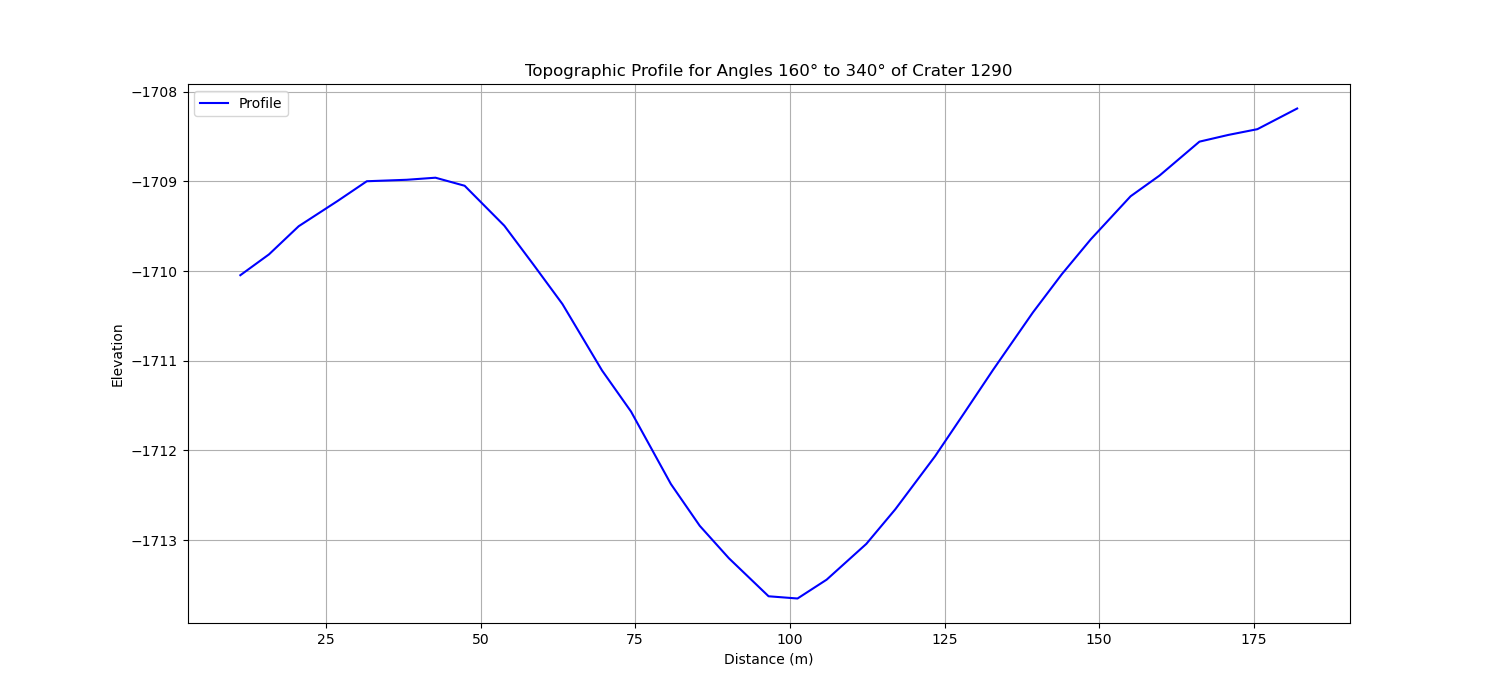 Topographic Profile for Angles 160° to 340° of Crater 1290
Profile
−1708
−1709
−1710
−1711
−1712
−1713
Elevation
25 50 75 100 125 150 175
Distance (m)